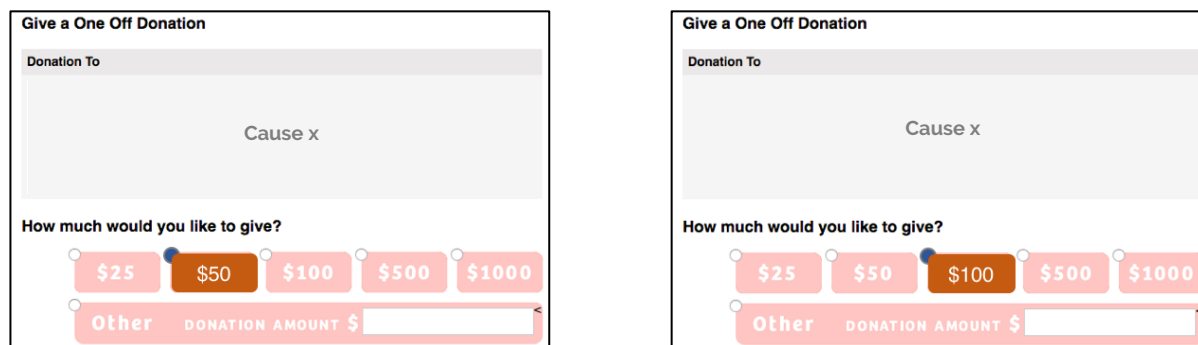 Give a One Off Donation
Donation To
Cause x
How much would you like to give?
$25 $50 $100 $500 $1000
Other DONATION AMOUNT $ <
Give a One Off Donation
Donation To
Cause x
How much would you like to give?
$25 $50 $100 $500 $1000
Other DONATION AMOUNT $